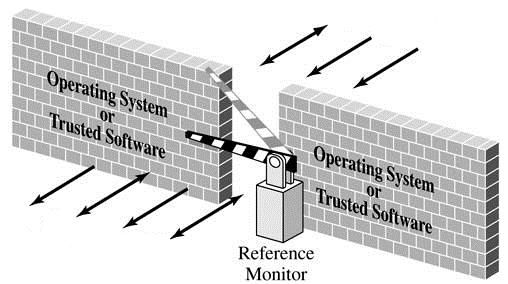 Operating System
or
Trusted Software
Operating System
or
Trusted Software
Reference
Monitor